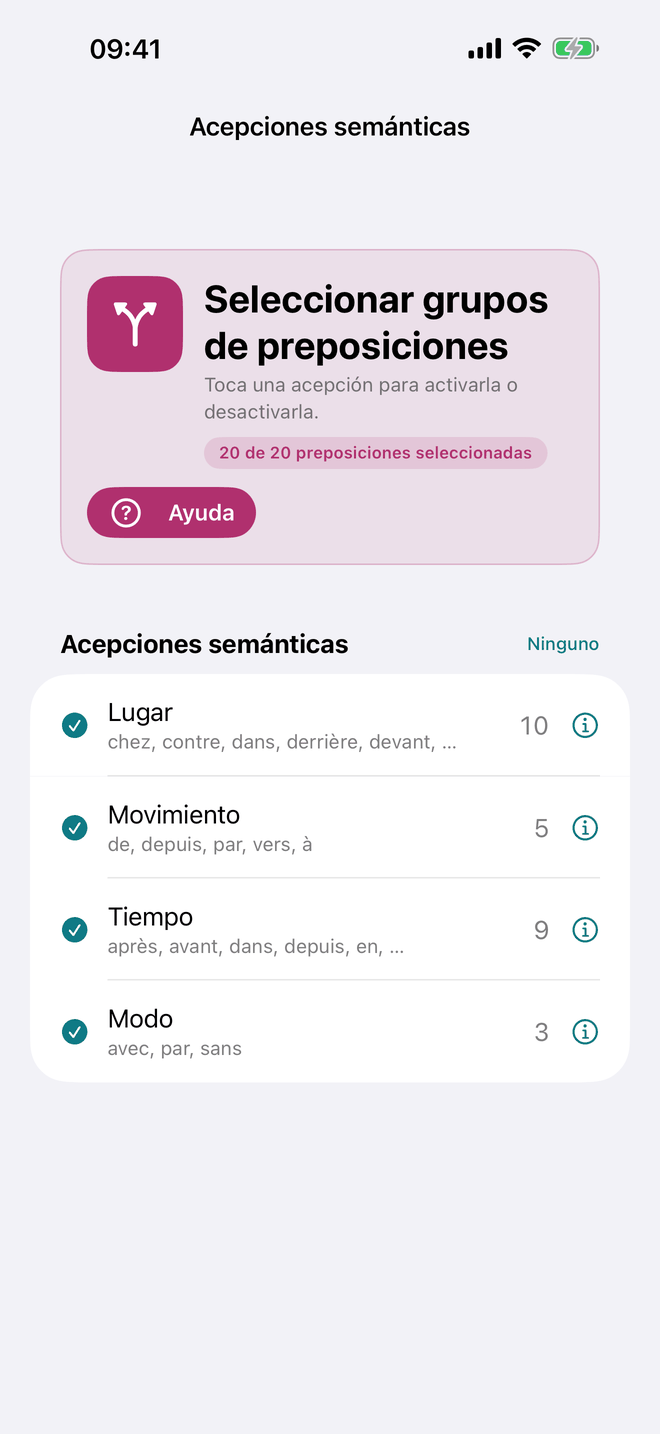 09:41
Acepciones semánticas
Seleccionar grupos
de preposiciones
Toca una acepción para activarla o
desactivarla.
20 de 20 preposiciones seleccionadas
Ayuda
Acepciones semánticas
Ninguno
Lugar
chez, contre, dans, derrière, devant, ...
10
Movimiento
de, depuis, par, vers, à
5
Tiempo
après, avant, dans, depuis, en, ...
9
Modo
avec, par, sans
3